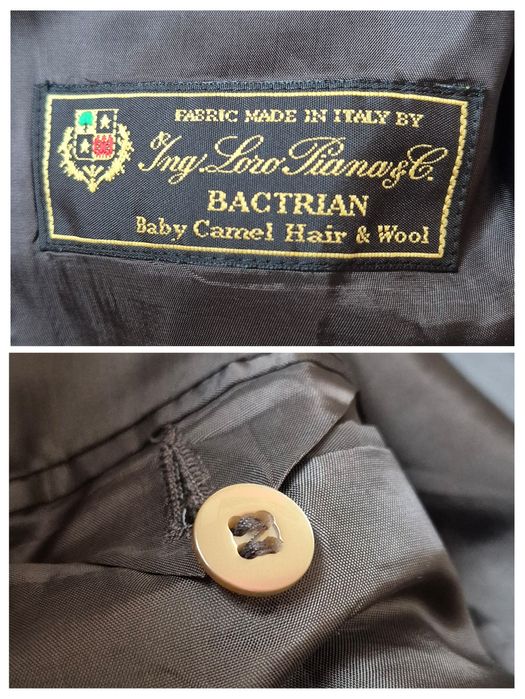 FABRIC MADE IN ITALY BY
Ing. Loro Piana & C.
BACTRIAN
Baby Camel Hair & Wool